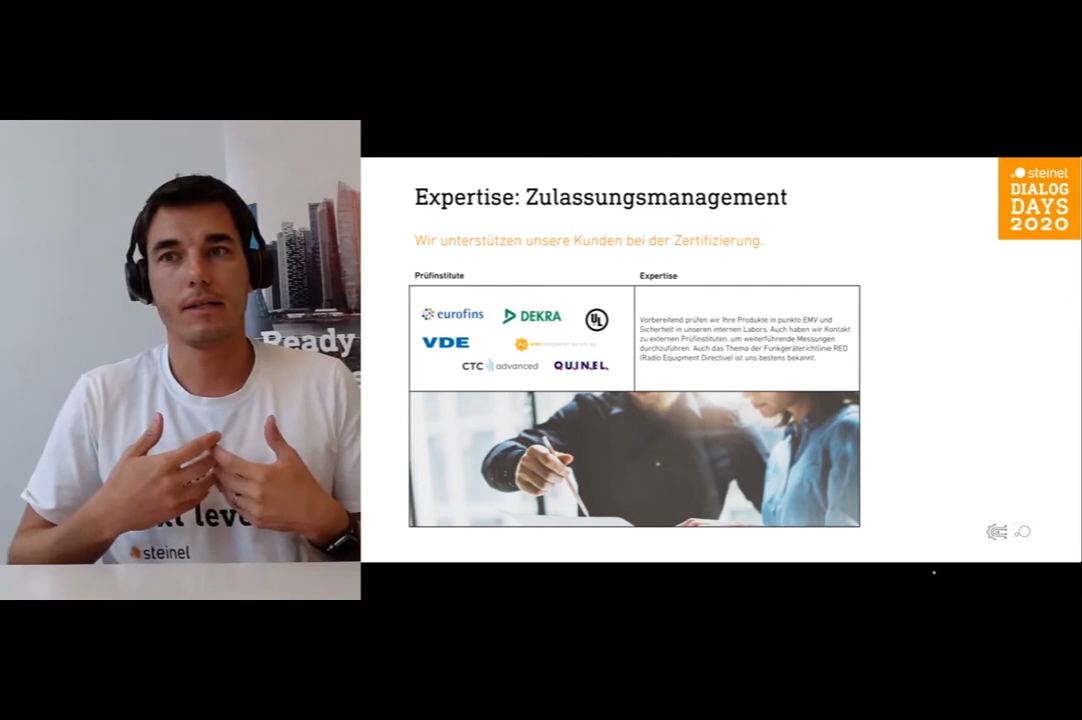 Ready
xt leve
steinel
steinel
DIALOG
DAYS
2020
Expertise: Zulassungsmanagement
Wir unterstützen unsere Kunden bei der Zertifizierung.
Prüfinstitute
Expertise
eurofins
DEKRA
UL
VDE
CTC advanced
QUINEL
Vorbereitend prüfen wir Ihre Produkte in punkto EMV und
Sicherheit in unseren internen Labors. Auch haben wir Kontakt
zu externen Prüfinstituten, um weiterführende Messungen
durchzuführen. Auch das Thema der Funkgeräterichtlinie RED
(Radio Equipment Directive) ist uns bestens bekannt.